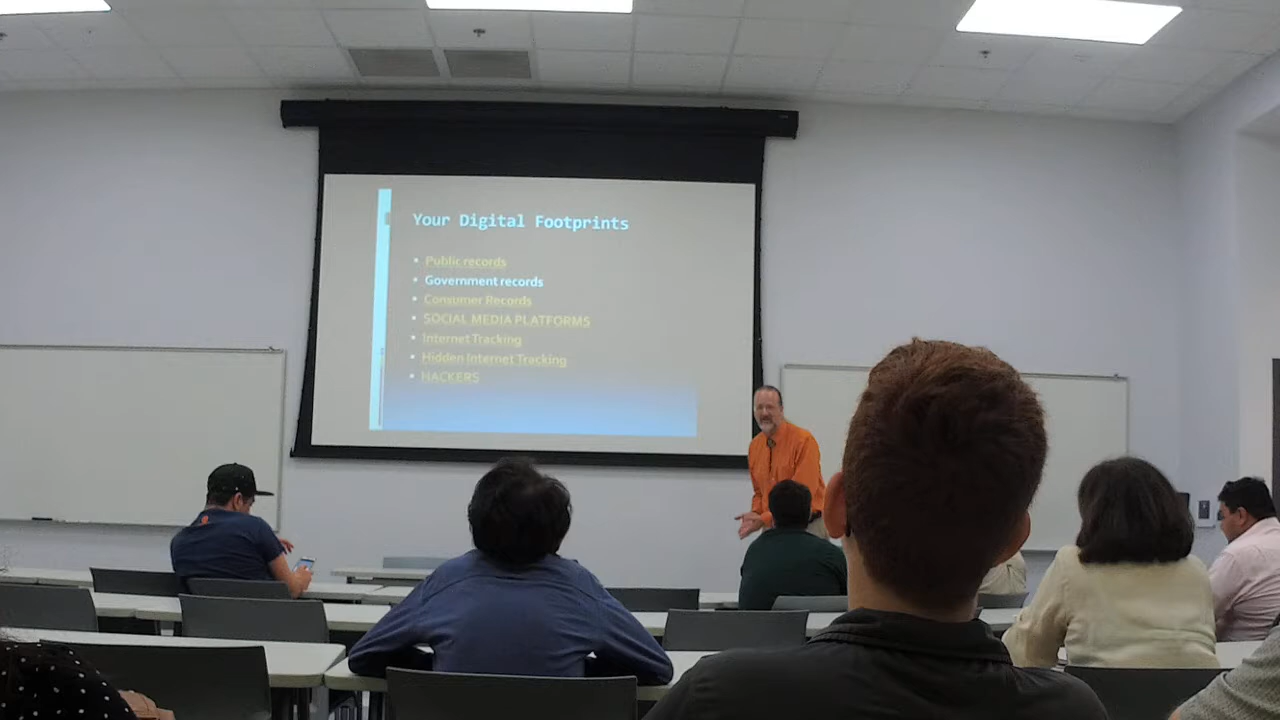 Your Digital Footprints
Public records
Government records
Consumer Records
SOCIAL MEDIA PLATFORMS
Internet Tracking
Hidden Internet Tracking
HACKERS